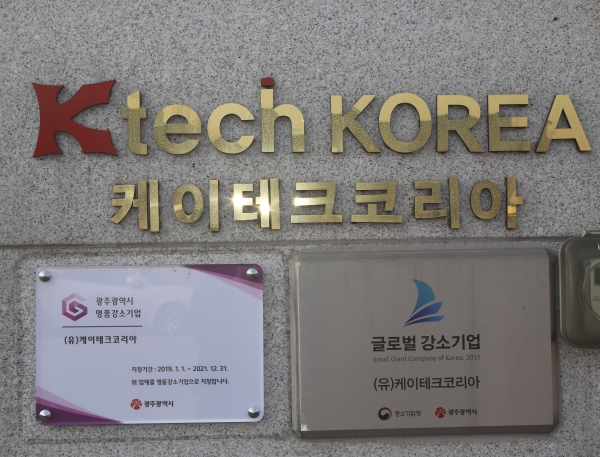 Ktech KOREA
케이테크코리아
광주광역시
명품강소기업
(유)케이테크코리아
지정기간 : 2019. 1. 1. ~ 2021. 12. 31.
위 업체를 명품강소기업으로 지정합니다.
광주광역시
글로벌 강소기업
Small Giant Company of Korea, 2015
(유)케이테크코리아
중소기업청 광주광역시